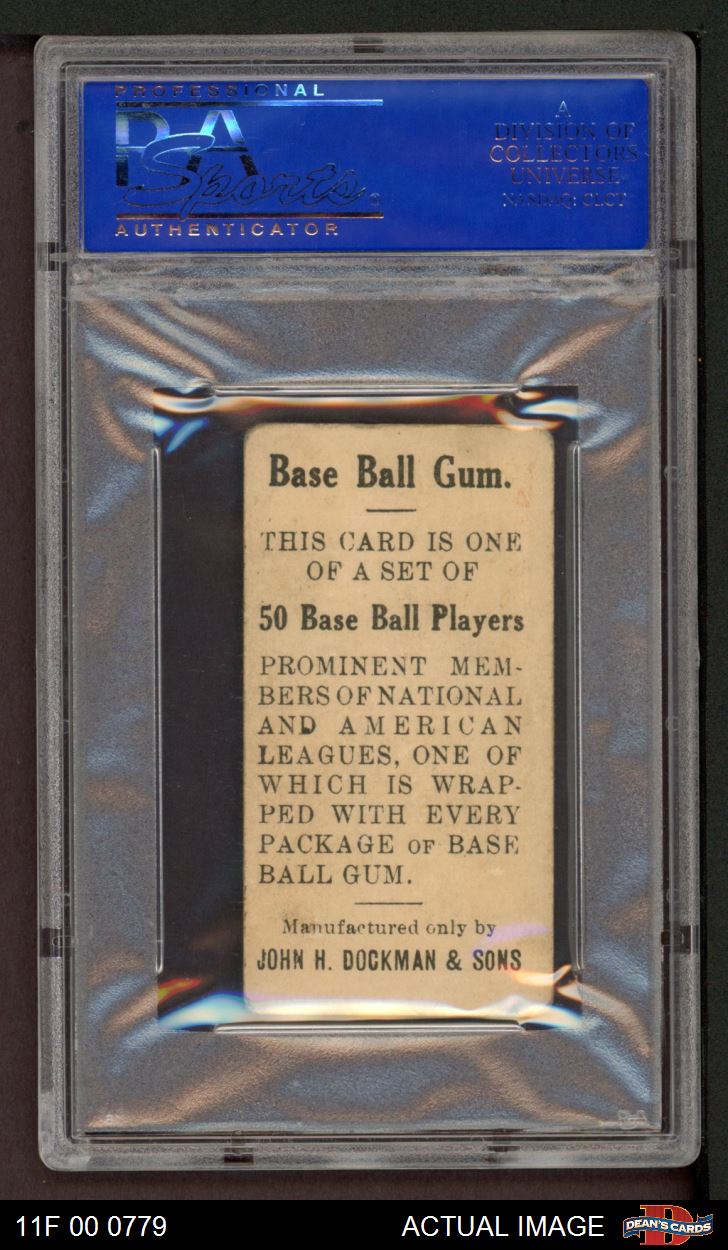 PROFESSIONAL
PSA
Sports
AUTHENTICATOR
A
DIVISION OF
COLLECTORS
UNIVERSE
NASDAQ: CLCT
Base Ball Gum.
THIS CARD IS ONE
OF A SET OF
50 Base Ball Players
PROMINENT MEM-
BERS OF NATIONAL
AND AMERICAN
LEAGUES, ONE OF
WHICH IS WRAP-
PED WITH EVERY
PACKAGE OF BASE
BALL GUM.
Manufactured only by
JOHN H. DOCKMAN & SONS
11F 00 0779
ACTUAL IMAGE
DEAN'S CARDS